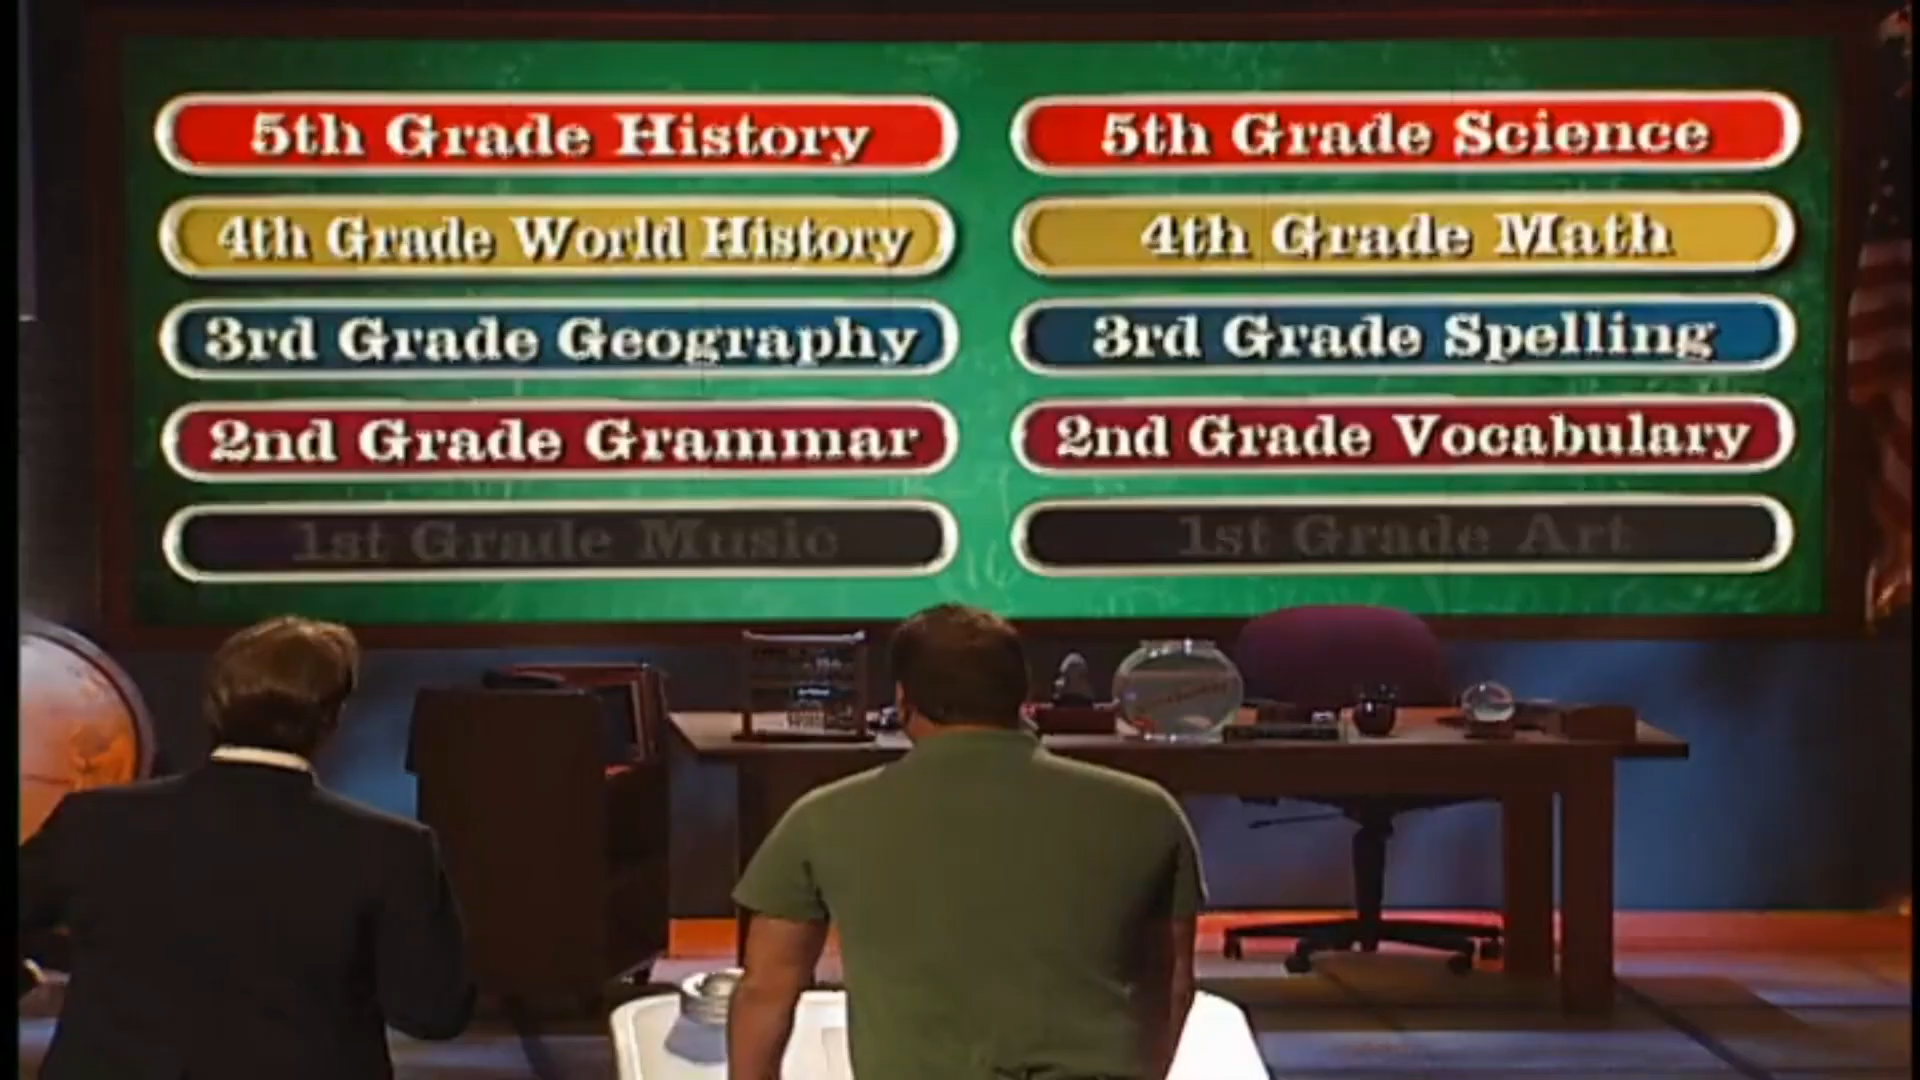 5th Grade History
5th Grade Science
4th Grade World History
4th Grade Math
3rd Grade Geography
3rd Grade Spelling
2nd Grade Grammar
2nd Grade Vocabulary
1st Grade Music
1st Grade Art